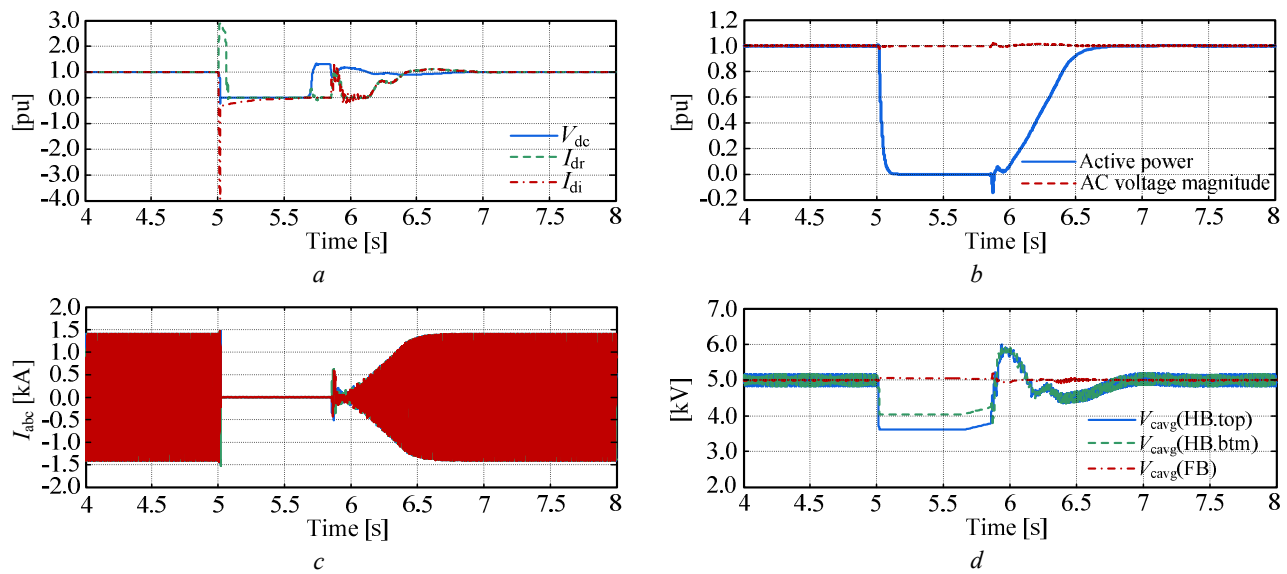 3.0
2.0
1.0
0.0
-1.0
-2.0
-3.0
-4.0
[pu]
V_dc
I_dr
I_di
4 4.5 5 5.5 6 6.5 7 7.5 8
Time [s]
a
1.2
1.0
0.8
0.6
0.4
0.2
0.0
-0.2
[pu]
Active power
AC voltage magnitude
4 4.5 5 5.5 6 6.5 7 7.5 8
Time [s]
b
2.0
1.5
1.0
0.5
0.0
-0.5
-1.0
-1.5
-2.0
I_abc [kA]
4 4.5 5 5.5 6 6.5 7 7.5 8
Time [s]
c
7.0
6.0
5.0
4.0
3.0
2.0
[kV]
V_cavg(HB.top)
V_cavg(HB.btm)
V_cavg(FB)
4 4.5 5 5.5 6 6.5 7 7.5 8
Time [s]
d